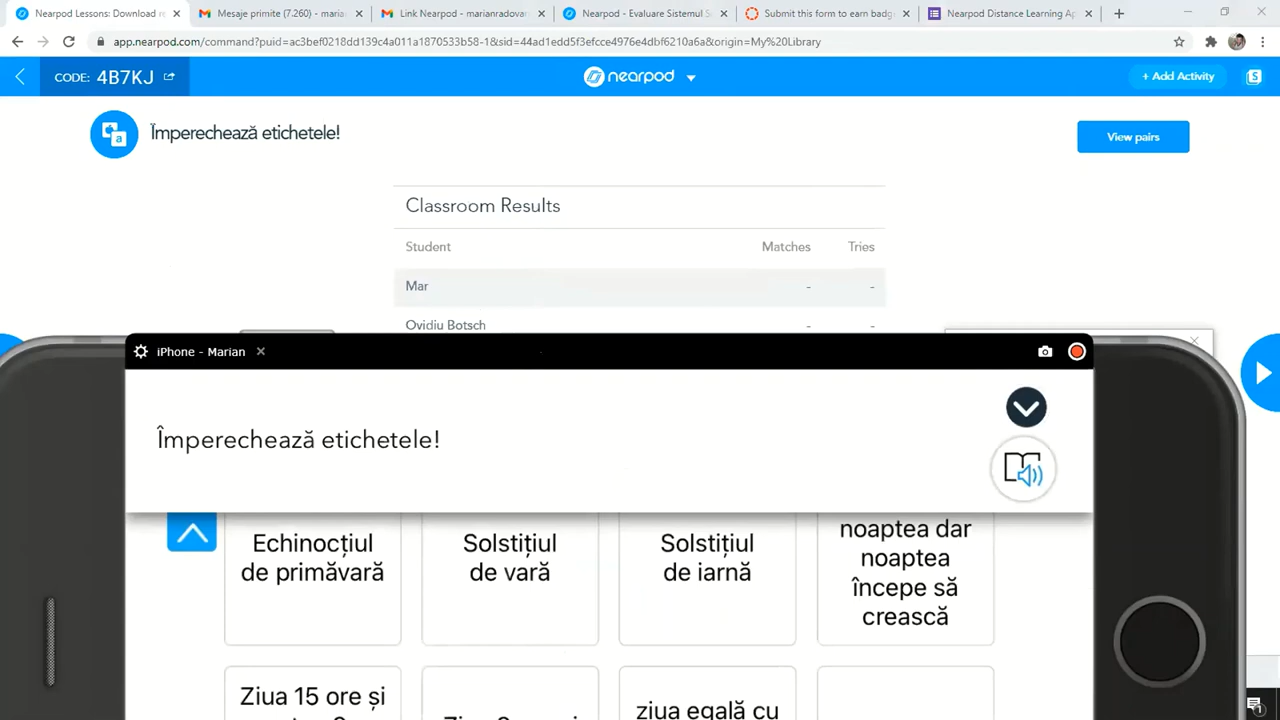 Nearpod Lessons: Download r
Mesaje primite (7.260) - maria
Link Nearpod - marianradovar
Nearpod - Evaluare Sistemul S
Submit this form to earn badg
Nearpod Distance Learning Ap
app.nearpod.com/command?puid=ac3bef0218dd139c4a011a1870533b58-1&sid=44ad1edd5f3efcce4976e4dbf6210a6a&origin=My%20Library
CODE: 4B7KJ
nearpod
+ Add Activity
S
Împerechează etichetele!
View pairs
Classroom Results
Student Matches Tries
Mar - -
Ovidiu Botsch - -
iPhone - Marian
Împerechează etichetele!
Echinocțiul
de primăvară
Solstițiul
de vară
Solstițiul
de iarnă
noaptea dar
noaptea
începe să
crească
Ziua 15 ore și
ziua egală cu